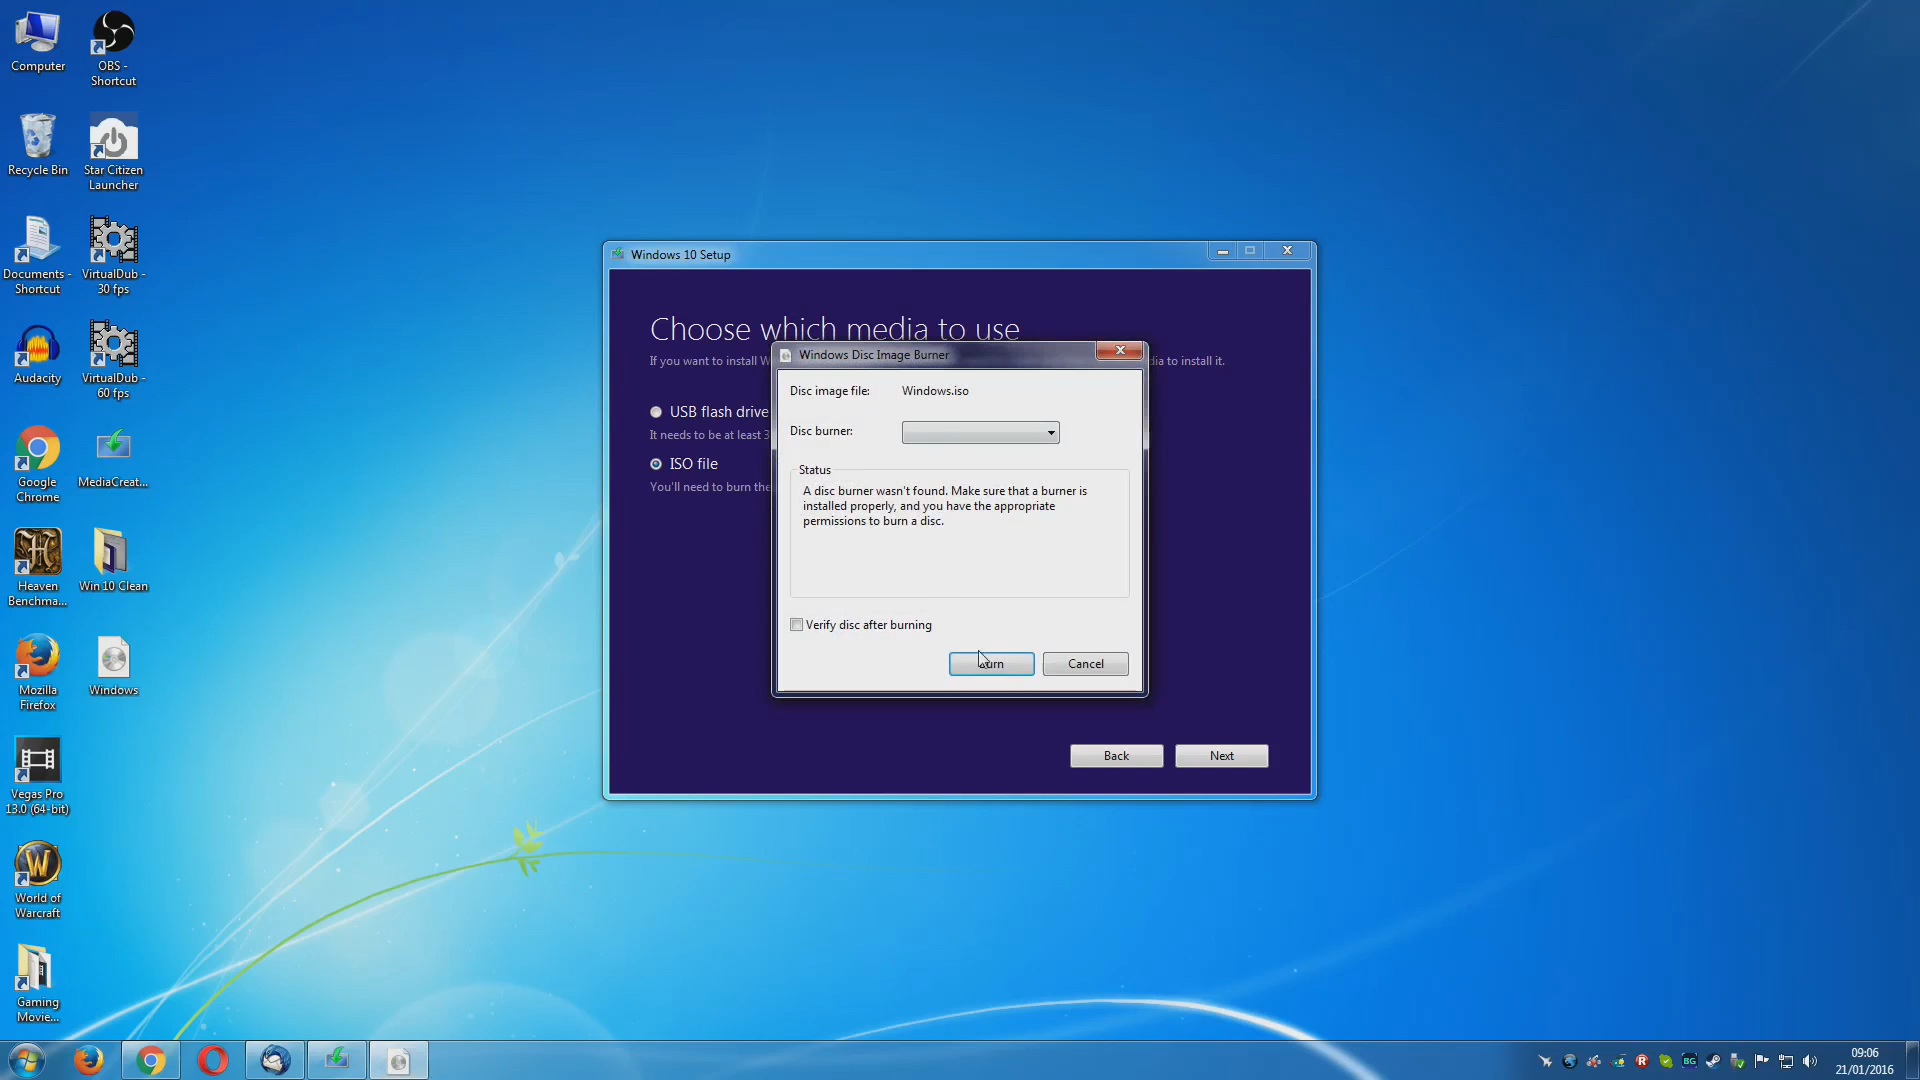 Computer
OBS -
Shortcut
Recycle Bin
Star Citizen
Launcher
Documents -
Shortcut
VirtualDub -
30 fps
Audacity
VirtualDub -
60 fps
Google
Chrome
MediaCreat...
Heaven
Benchma...
Win 10 Clean
Mozilla
Firefox
Windows
Vegas Pro
13.0 (64-bit)
World of
Warcraft
Gaming
Movie...
Windows 10 Setup
Choose which media to use
If you want to install W
dia to install it.
USB flash drive
It needs to be at least 3
ISO file
You'll need to burn the
Windows Disc Image Burner
Disc image file: Windows.iso
Disc burner:
Status
A disc burner wasn't found. Make sure that a burner is
installed properly, and you have the appropriate
permissions to burn a disc.
Verify disc after burning
urn
Cancel
Back
Next
BG
09:06
21/01/2016